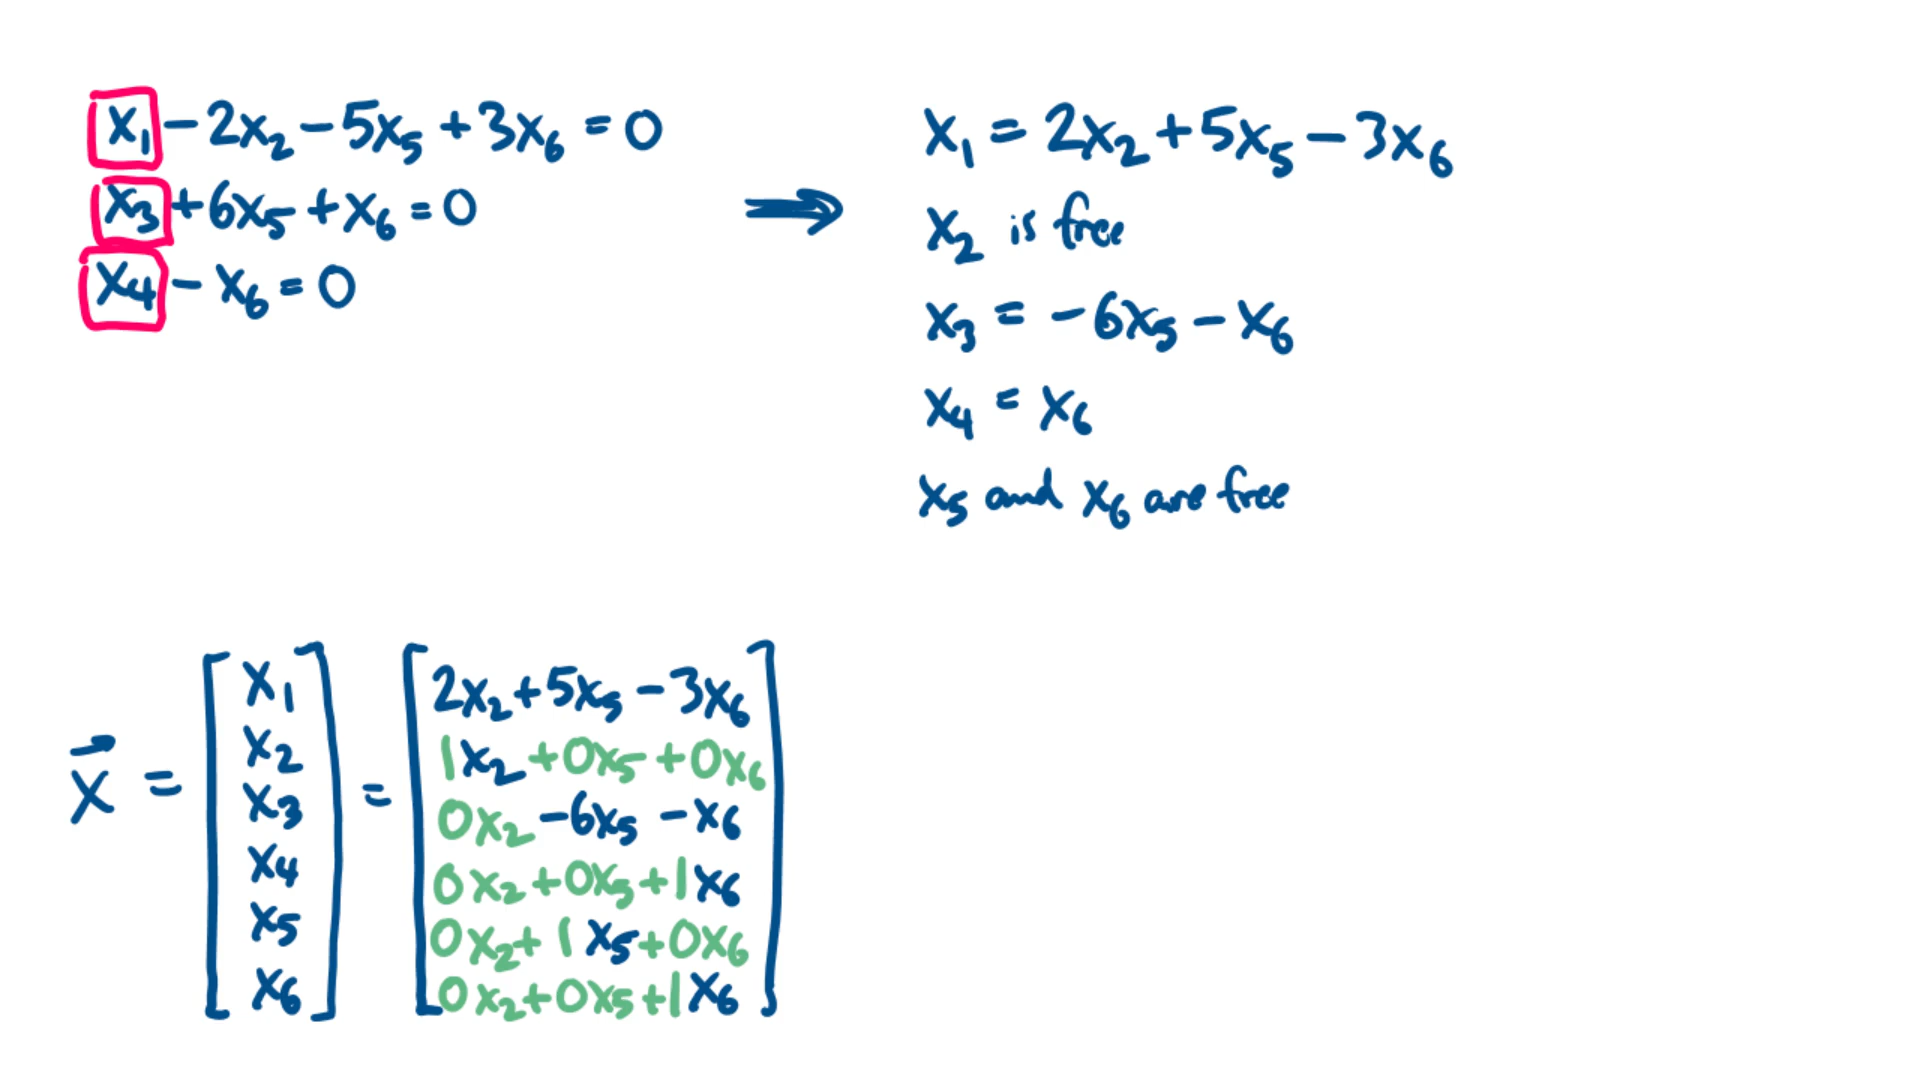 x₁ − 2x₂ − 5x₅ + 3x₆ = 0
x₃ + 6x₅ + x₆ = 0
x₄ − x₆ = 0
⇒
x₁ = 2x₂ + 5x₅ − 3x₆
x₂ is free
x₃ = −6x₅ − x₆
x₄ = x₆
x₅ and x₆ are free
x⃗ = [x₁ x₂ x₃ x₄ x₅ x₆] =
2x₂ + 5x₅ − 3x₆
1x₂ + 0x₅ + 0x₆
0x₂ − 6x₅ − x₆
0x₂ + 0x₅ + 1x₆
0x₂ + 1x₅ + 0x₆
0x₂ + 0x₅ + 1x₆